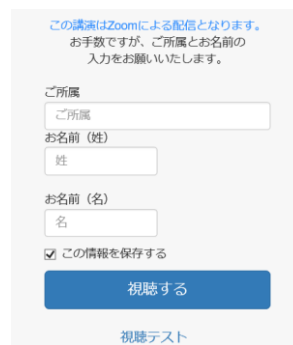 この講演はZoomによる配信となります。
お手数ですが、ご所属とお名前の
入力をお願いいたします。
ご所属
ご所属
お名前（姓）
姓
お名前（名）
名
この情報を保存する
視聴する
視聴テスト